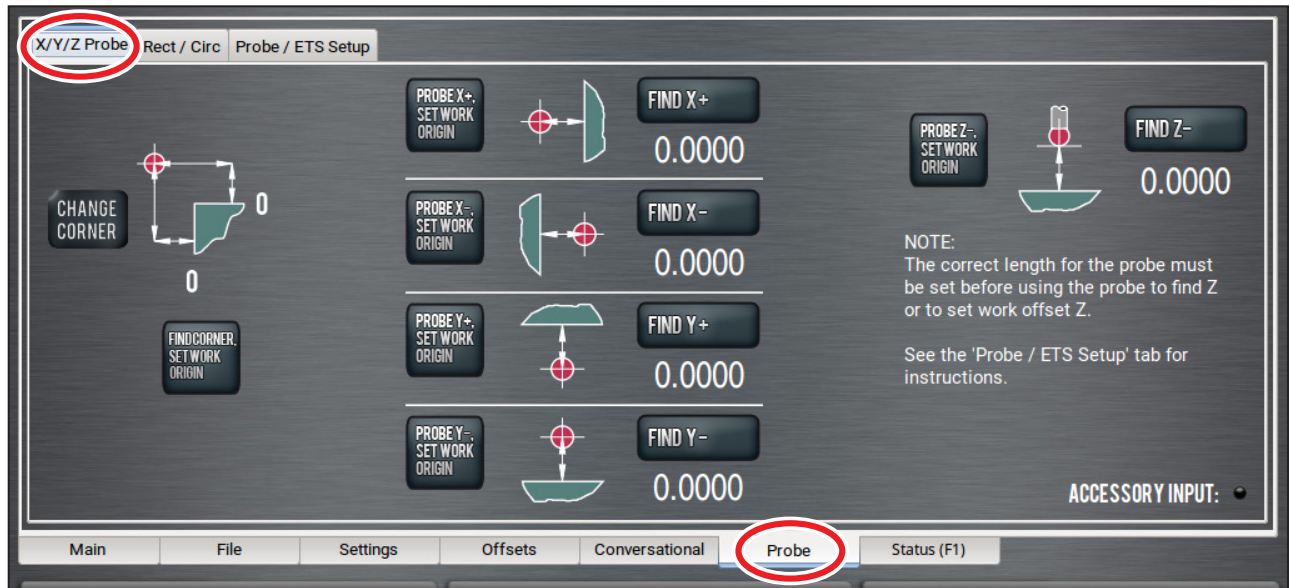 X/Y/Z Probe
Rect / Circ
Probe / ETS Setup
CHANGE
CORNER
0
0
FIND CORNER,
SET WORK
ORIGIN
PROBE X+,
SET WORK
ORIGIN
FIND X+
0.0000
PROBE X-,
SET WORK
ORIGIN
FIND X-
0.0000
PROBE Y+,
SET WORK
ORIGIN
FIND Y+
0.0000
PROBE Y-,
SET WORK
ORIGIN
FIND Y-
0.0000
PROBE Z-,
SET WORK
ORIGIN
FIND Z-
0.0000
NOTE:
The correct length for the probe must
be set before using the probe to find Z
or to set work offset Z.
See the 'Probe / ETS Setup' tab for
instructions.
ACCESSORY INPUT:
Main
File
Settings
Offsets
Conversational
Probe
Status (F1)